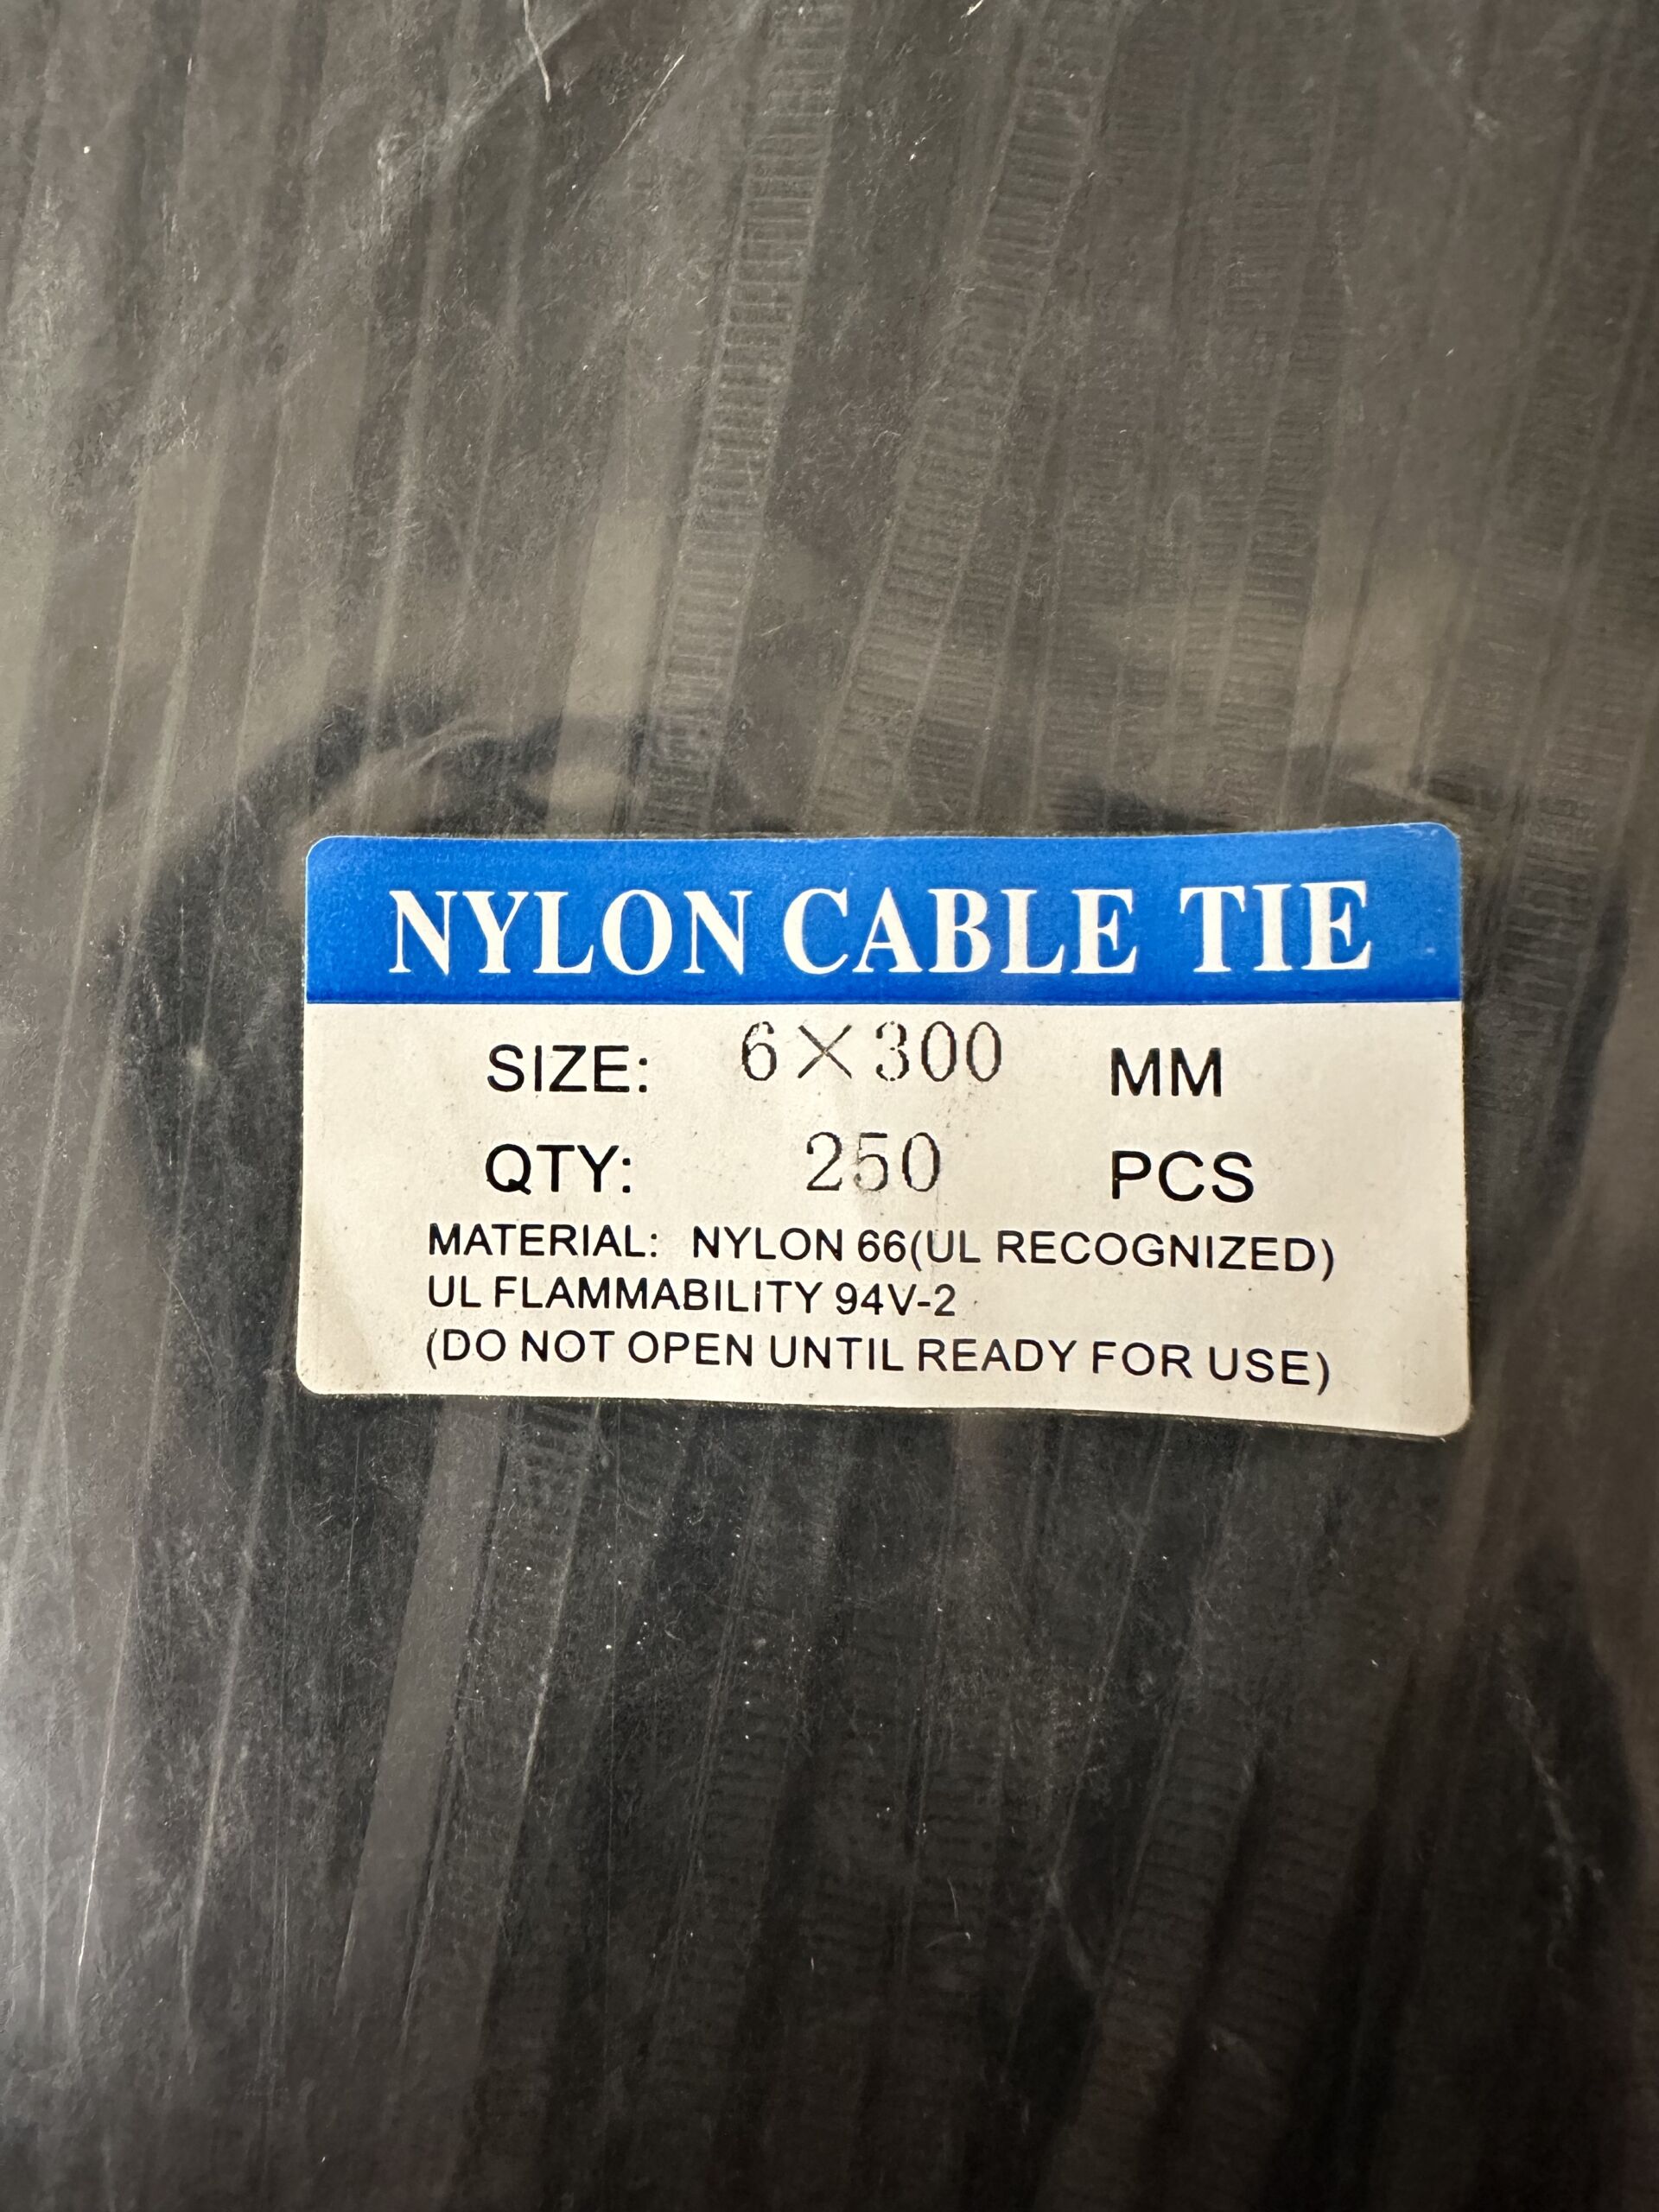 NYLON CABLE TIE
SIZE: 6×300 MM
QTY: 250 PCS
MATERIAL: NYLON 66(UL RECOGNIZED)
UL FLAMMABILITY 94V-2
(DO NOT OPEN UNTIL READY FOR USE)